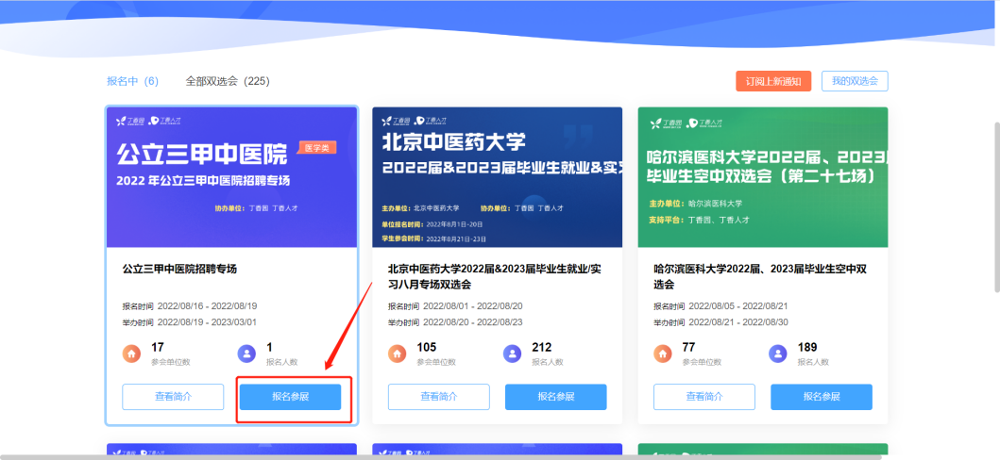 报名中（6） 全部双选会（225）
订阅上新通知 我的双选会
丁香园 丁香人才
公立三甲中医院 医学类
2022 年公立三甲中医院招聘专场
协办单位：丁香园 丁香人才
公立三甲中医院招聘专场
报名时间 2022/08/16 - 2022/08/19
举办时间 2022/08/19 - 2023/03/01
17 1
参会单位数 报名人数
查看简介 报名参展
丁香园 丁香人才
北京中医药大学
2022届&2023届毕业生就业&实
主办单位：北京中医药大学 协办单位：丁香园 丁香人才
单位报名时间：2022年8月1日-20日
学生参会时间：2022年8月21日-23日
北京中医药大学2022届&2023届毕业生就业/实
习八月专场双选会
报名时间 2022/08/01 - 2022/08/20
举办时间 2022/08/20 - 2022/08/23
105 212
参会单位数 报名人数
查看简介 报名参展
丁香园 丁香人才
哈尔滨医科大学2022届、2023
毕业生空中双选会（第二十七场）
主办单位：哈尔滨医科大学
支持平台：丁香园、丁香人才
哈尔滨医科大学2022届、2023届毕业生空中双
选会
报名时间 2022/08/05 - 2022/08/21
举办时间 2022/08/21 - 2022/08/30
77 189
参会单位数 报名人数
查看简介 报名参展